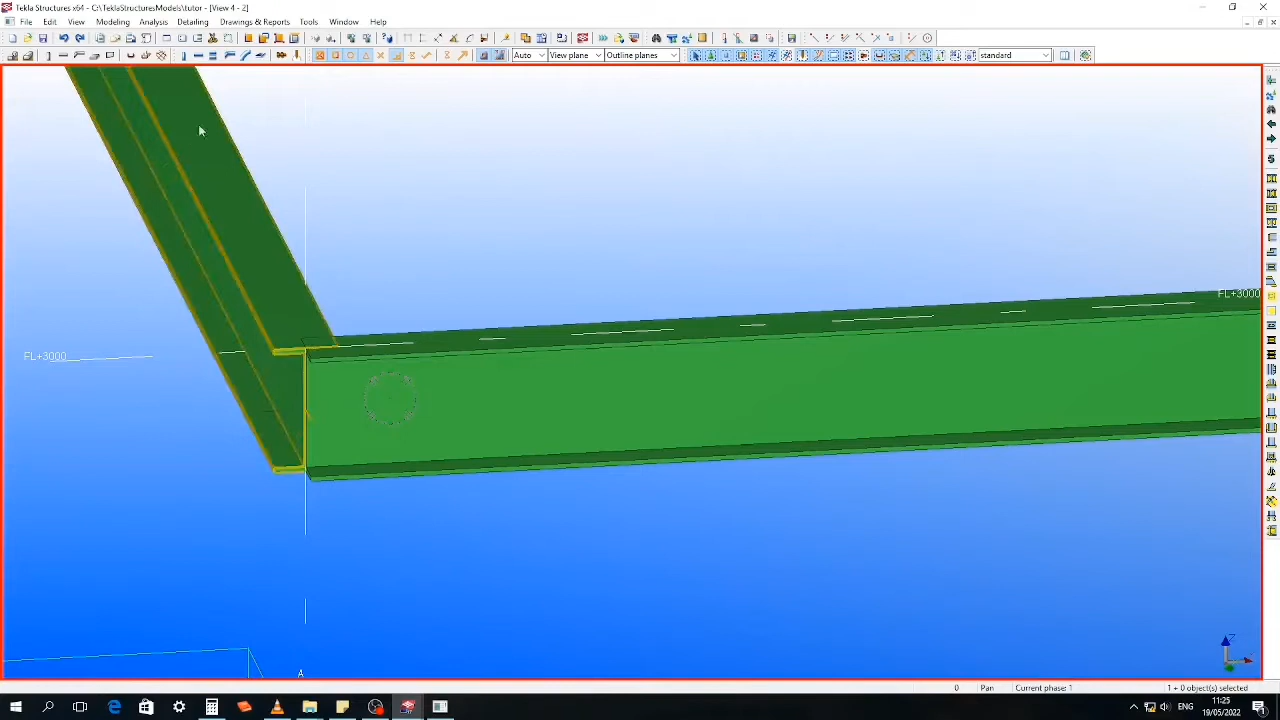 Tekla Structures x64 - C:\TeklaStructuresModels\tutor - [View 4 - 2]
File Edit View Modeling Analysis Detailing Drawings & Reports Tools Window Help
Auto View plane Outline planes standard
FL+3000
FL+3000
A
Z
0 Pan Current phase: 1 1 + 0 object(s) selected
ENG 11:25
19/05/2022